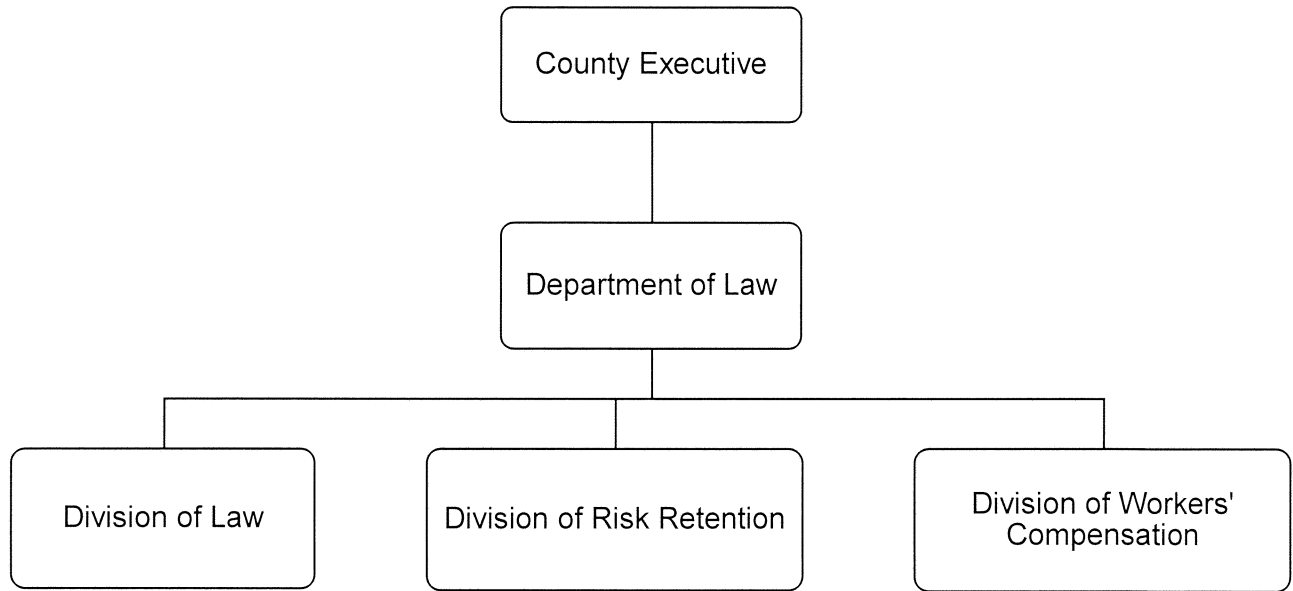 County Executive
Department of Law
Division of Law
Division of Risk Retention
Division of Workers'
Compensation